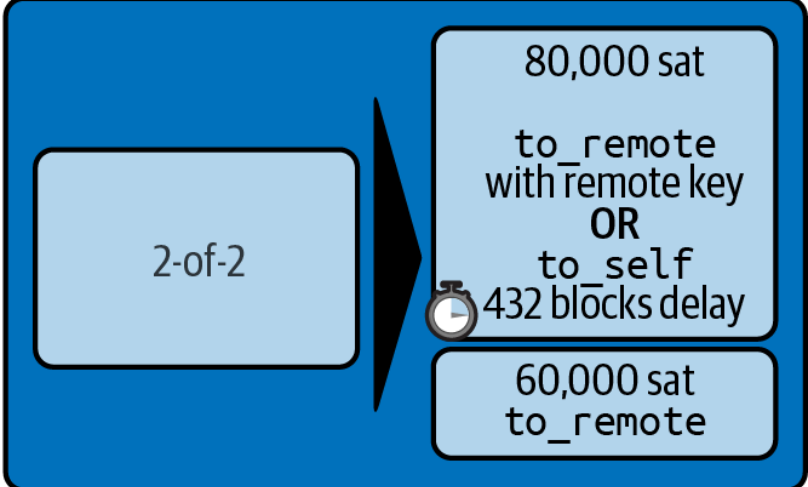 2-of-2
80,000 sat
to_remote
with remote key
OR
to_self
432 blocks delay
60,000 sat
to_remote